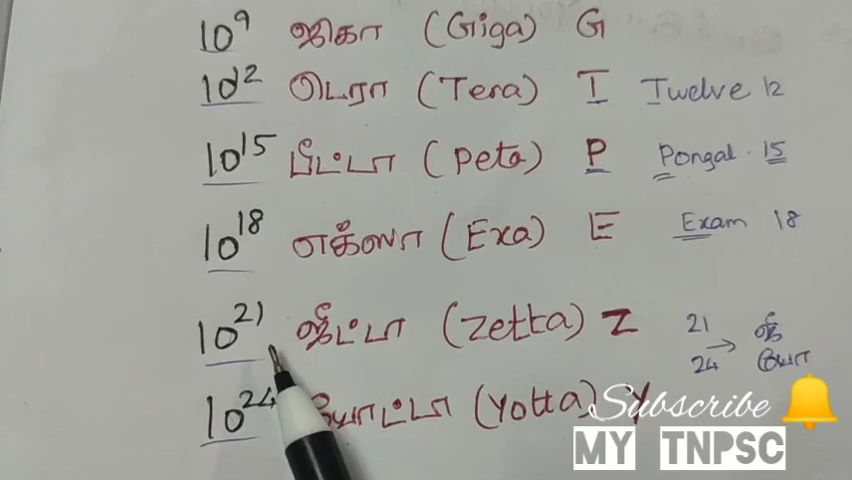 10⁹ ஜிகா (Giga) G
10¹² டெரா (Tera) T Twelve 12
10¹⁵ பீட்டா (Peta) P Pongal. 15
10¹⁸ எக்ஸா (Exa) E Exam 18
10²¹ ஜீட்டா (Zetta) Z 21 → ஜீ
24 யோ
10²⁴ யோட்டா (Yotta) Y
Subscribe
MY TNPSC